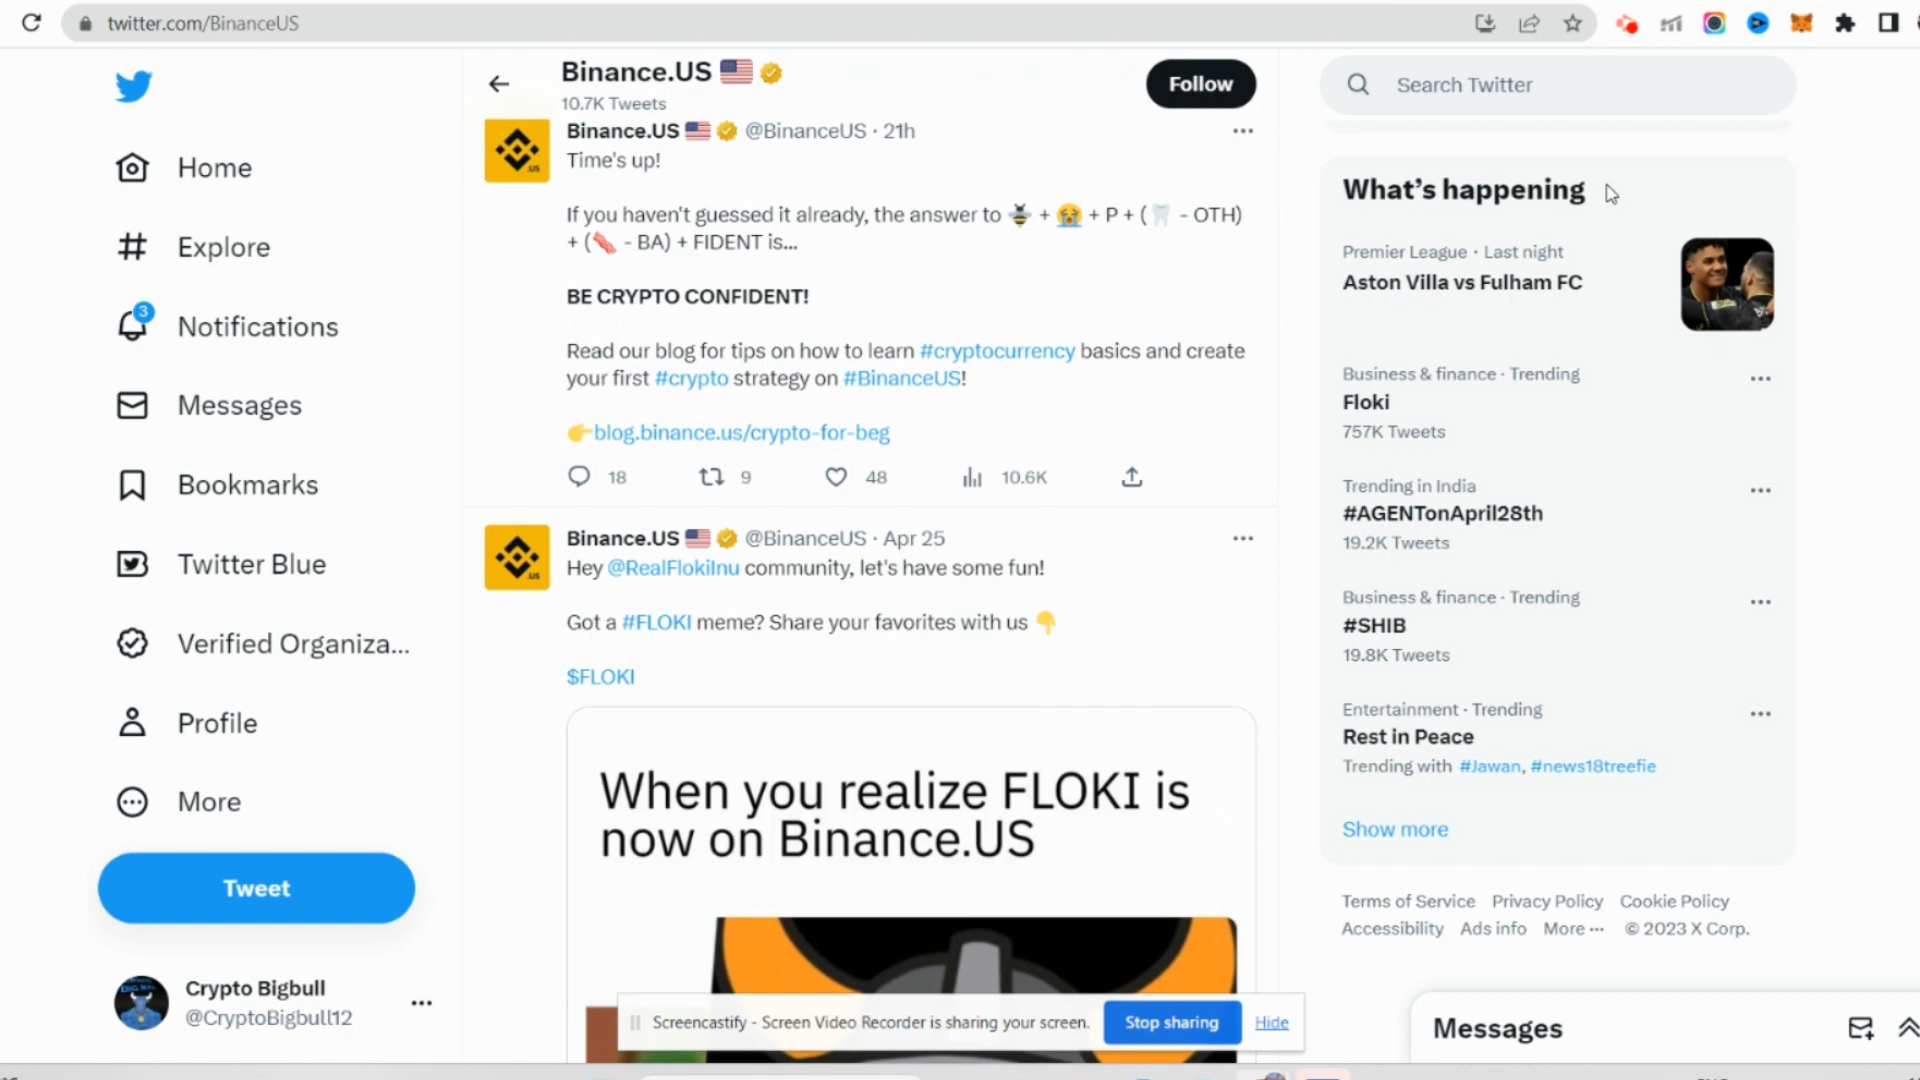 twitter.com/BinanceUS
Home
Explore
3
Notifications
Messages
Bookmarks
Twitter Blue
Verified Organiza...
Profile
More
Tweet
Crypto Bigbull
@CryptoBigbull12
Binance.US 🇺🇸
10.7K Tweets
Follow
Binance.US 🇺🇸 @BinanceUS · 21h
Time's up!
If you haven't guessed it already, the answer to 🐝 + 😭 + P + (🦷 - OTH)
+ (🥓 - BA) + FIDENT is...
BE CRYPTO CONFIDENT!
Read our blog for tips on how to learn #cryptocurrency basics and create
your first #crypto strategy on #BinanceUS!
👉blog.binance.us/crypto-for-beg
18 9 48 10.6K
Binance.US 🇺🇸 @BinanceUS · Apr 25
Hey @RealFlokiInu community, let's have some fun!
Got a #FLOKI meme? Share your favorites with us 👇
$FLOKI
When you realize FLOKI is
now on Binance.US
Screencastify - Screen Video Recorder is sharing your screen.
Stop sharing
Hide
Search Twitter
What's happening
Premier League · Last night
Aston Villa vs Fulham FC
Business & finance · Trending
Floki
757K Tweets
Trending in India
#AGENTonApril28th
19.2K Tweets
Business & finance · Trending
#SHIB
19.8K Tweets
Entertainment · Trending
Rest in Peace
Trending with #Jawan, #news18treefie
Show more
Terms of Service Privacy Policy Cookie Policy
Accessibility Ads info More ··· © 2023 X Corp.
Messages